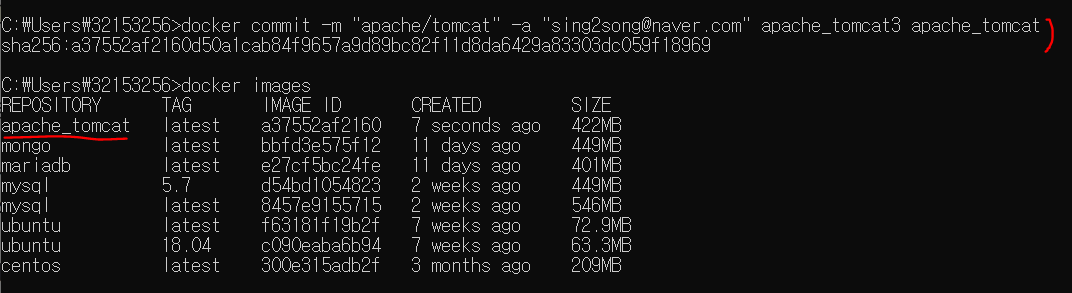 C:₩Users₩32153256>docker commit -m "apache/tomcat" -a "sing2song@naver.com" apache_tomcat3 apache_tomcat
sha256:a37552af2160d50a1cab84f9657a9d89bc82f11d8da6429a83303dc059f18969
C:₩Users₩32153256>docker images
REPOSITORY TAG IMAGE ID CREATED SIZE
apache_tomcat latest a37552af2160 7 seconds ago 422MB
mongo latest bbfd3e575f12 11 days ago 449MB
mariadb latest e27cf5bc24fe 11 days ago 401MB
mysql 5.7 d54bd1054823 2 weeks ago 449MB
mysql latest 8457e9155715 2 weeks ago 546MB
ubuntu latest f63181f19b2f 7 weeks ago 72.9MB
ubuntu 18.04 c090eaba6b94 7 weeks ago 63.3MB
centos latest 300e315adb2f 3 months ago 209MB